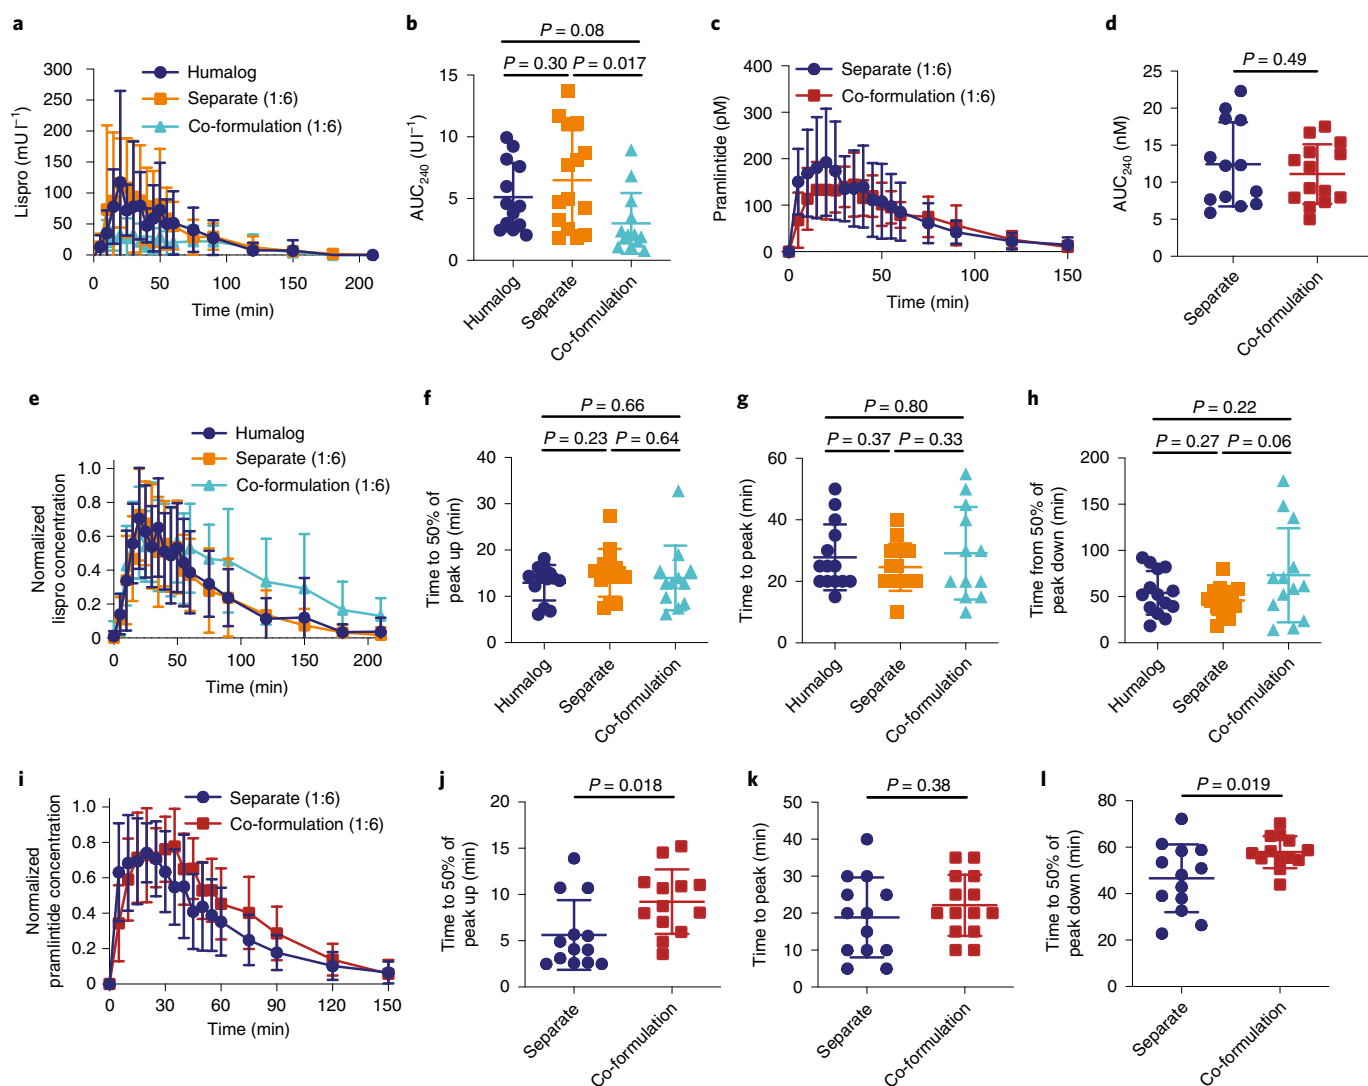 a
Lispro (mU l⁻¹)
300
250
200
150
100
50
0
0 50 100 150 200
Time (min)
Humalog
Separate (1:6)
Co-formulation (1:6)
b
P = 0.08
P = 0.30 P = 0.017
AUC₂₄₀ (U l⁻¹)
15
10
5
0
Humalog
Separate
Co-formulation
c
Pramlintide (pM)
400
300
200
100
0
0 50 100 150
Time (min)
Separate (1:6)
Co-formulation (1:6)
d
P = 0.49
AUC₂₄₀ (nM)
25
20
15
10
5
0
Separate
Co-formulation
e
Normalized
lispro concentration
1.0
0.8
0.6
0.4
0.2
0
0 50 100 150 200
Time (min)
Humalog
Separate (1:6)
Co-formulation (1:6)
f
P = 0.66
P = 0.23 P = 0.64
Time to 50% of
peak up (min)
40
30
20
10
0
Humalog
Separate
Co-formulation
g
P = 0.80
P = 0.37 P = 0.33
Time to peak (min)
60
40
20
0
Humalog
Separate
Co-formulation
h
P = 0.22
P = 0.27 P = 0.06
Time from 50% of
peak down (min)
200
150
100
50
0
Humalog
Separate
Co-formulation
i
Normalized
pramlintide concentration
1.0
0.8
0.6
0.4
0.2
0
0 30 60 90 120 150
Time (min)
Separate (1:6)
Co-formulation (1:6)
j
P = 0.018
Time to 50% of
peak up (min)
20
15
10
5
0
Separate
Co-formulation
k
P = 0.38
Time to peak (min)
50
40
30
20
10
0
Separate
Co-formulation
l
P = 0.019
Time to 50% of
peak down (min)
80
60
40
20
0
Separate
Co-formulation